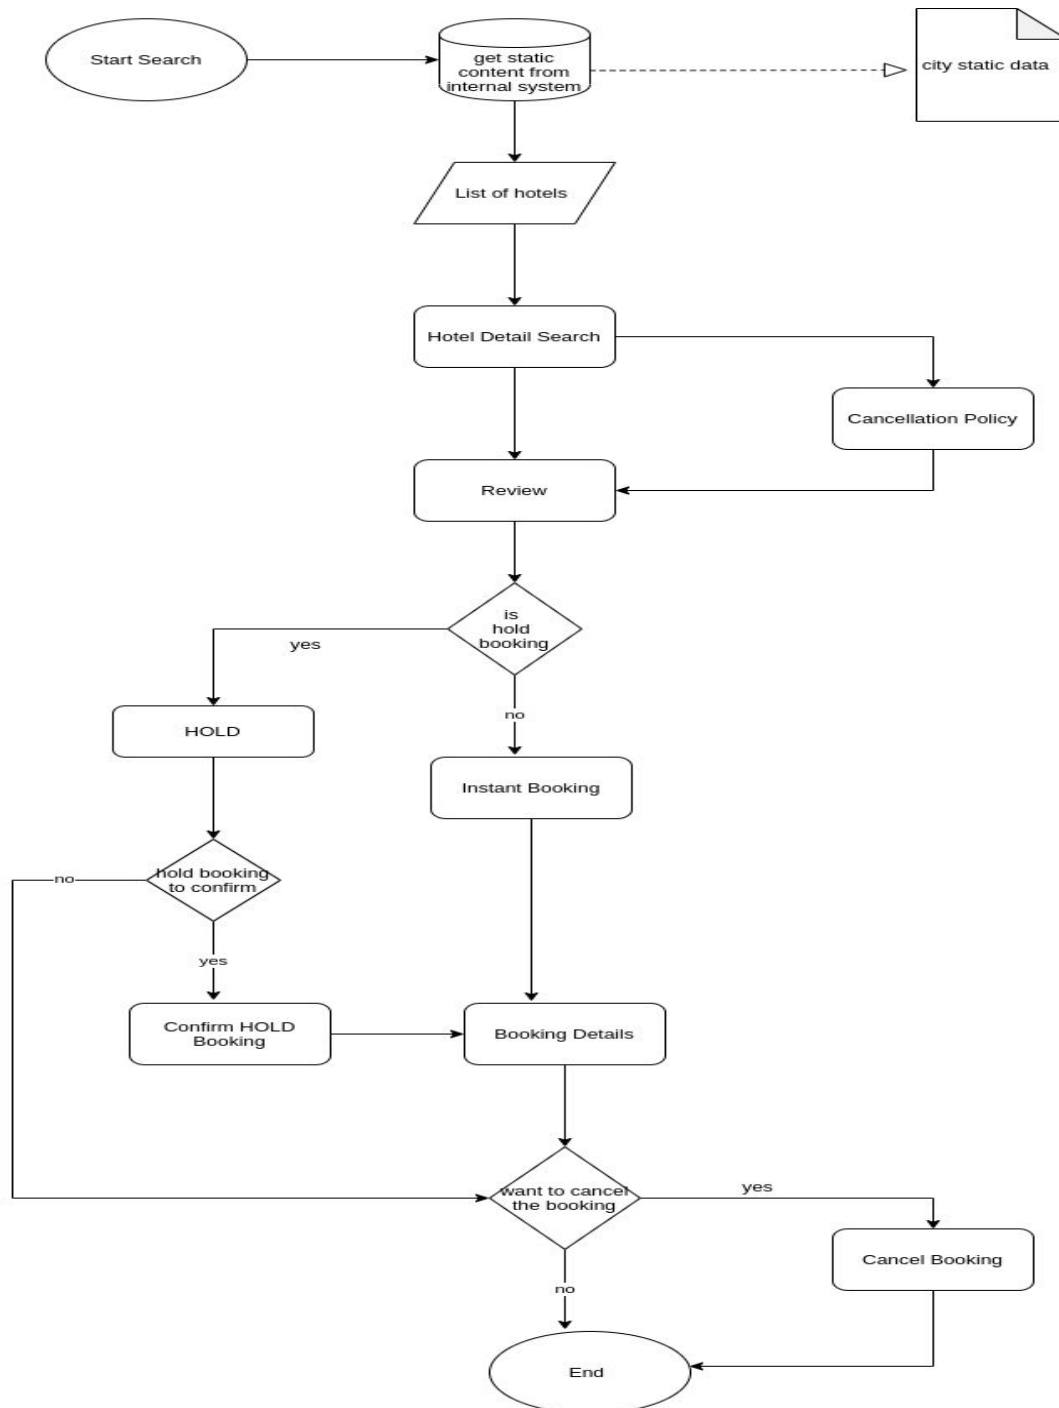 Start Search
get static
content from
internal system
city static data
List of hotels
Hotel Detail Search
Cancellation Policy
Review
is
hold
booking
yes
no
HOLD
Instant Booking
hold booking
to confirm
no
yes
Confirm HOLD
Booking
Booking Details
want to cancel
the booking
yes
Cancel Booking
no
End